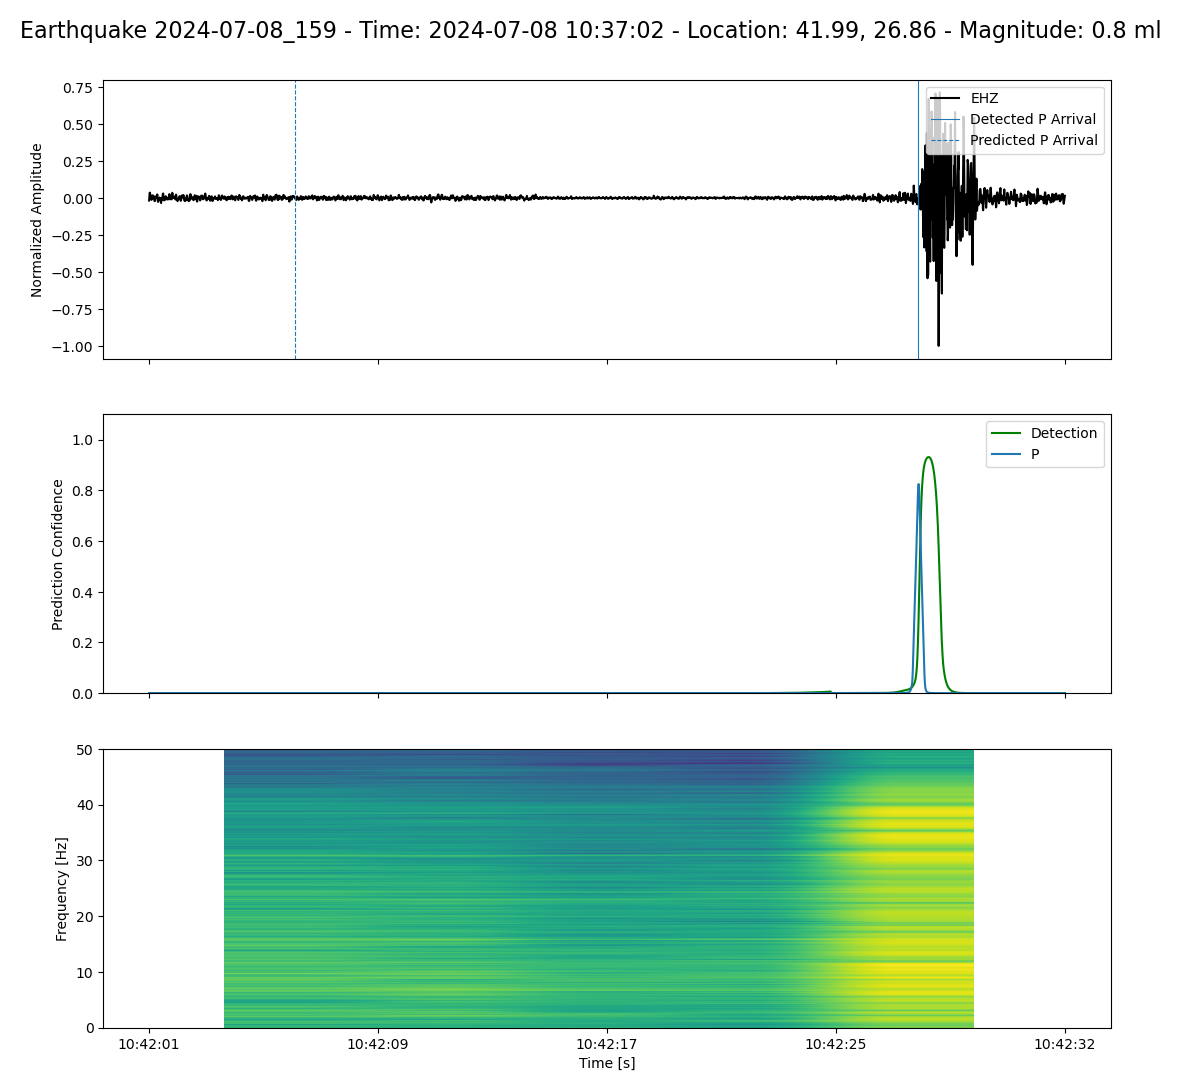 Earthquake 2024-07-08_159 - Time: 2024-07-08 10:37:02 - Location: 41.99, 26.86 - Magnitude: 0.8 ml
0.75
0.50
0.25
0.00
−0.25
−0.50
−0.75
−1.00
Normalized Amplitude
EHZ
Detected P Arrival
Predicted P Arrival
1.0
0.8
0.6
0.4
0.2
0.0
Prediction Confidence
Detection
P
50
40
30
20
10
0
Frequency [Hz]
10:42:01
10:42:09
10:42:17
10:42:25
10:42:32
Time [s]